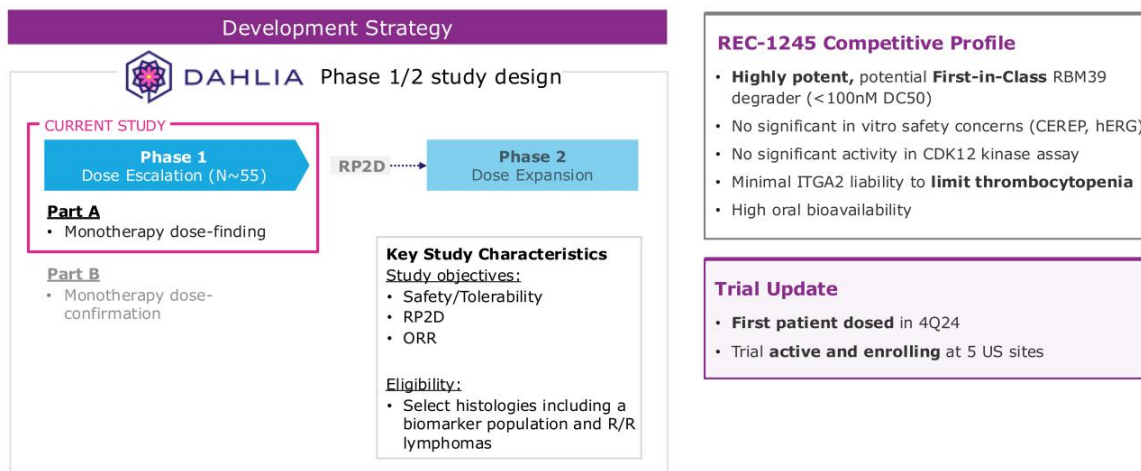 Development Strategy
DAHLIA Phase 1/2 study design
CURRENT STUDY
Phase 1
Dose Escalation (N~55)
RP2D
Phase 2
Dose Expansion
Part A
• Monotherapy dose-finding
Part B
• Monotherapy dose-
confirmation
Key Study Characteristics
Study objectives:
• Safety/Tolerability
• RP2D
• ORR
Eligibility:
• Select histologies including a
biomarker population and R/R
lymphomas
REC-1245 Competitive Profile
• Highly potent, potential First-in-Class RBM39
degrader (<100nM DC50)
• No significant in vitro safety concerns (CEREP, hERG)
• No significant activity in CDK12 kinase assay
• Minimal ITGA2 liability to limit thrombocytopenia
• High oral bioavailability
Trial Update
• First patient dosed in 4Q24
• Trial active and enrolling at 5 US sites